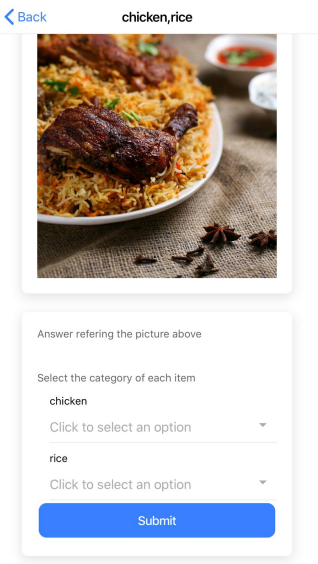 Back
chicken,rice
Answer refering the picture above
Select the category of each item
chicken
Click to select an option
rice
Click to select an option
Submit